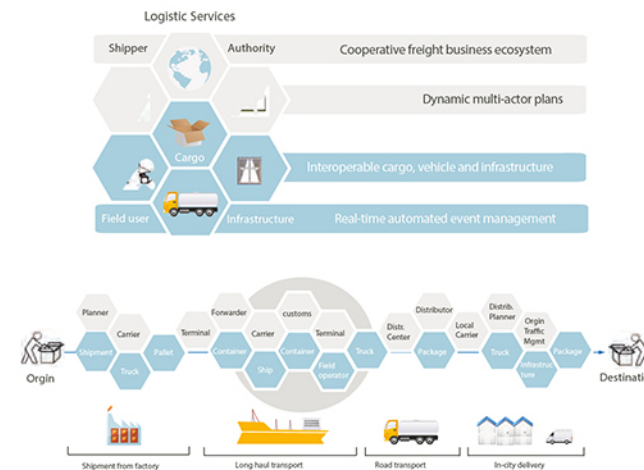 Logistic Services
Shipper
Authority
Cooperative freight business ecosystem
Dynamic multi-actor plans
Cargo
Interoperable cargo, vehicle and infrastructure
Field user
Infrastructure
Real-time automated event management
Planner
Carrier
Terminal
Forwarder
Carrier
customs
Terminal
Distr.
Center
Distributor
Local
Carrier
Distrib.
Planner
Orgin
Traffic
Mgmt
Shipment
Truck
Pallet
Container
Ship
Container
Field
operator
Truck
Package
Truck
Infrastruc
ture
Package
Orgin
Destinati
Shipment from factory
Long haul transport
Road transport
In-city delivery